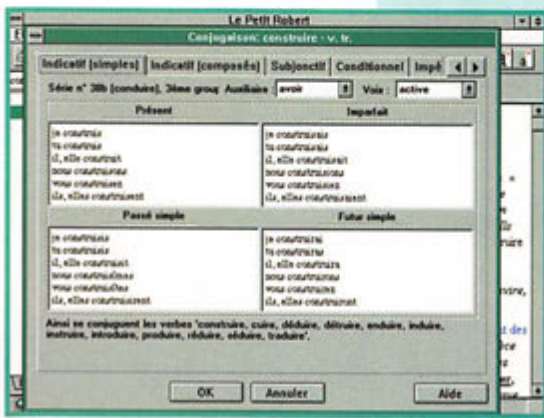 Le Petit Robert
Conjugaison: construire - v. tr.
Indicatif (simples) Indicatif (composés) Subjonctif Conditionnel Impé
Série n° 38b (conduire), 3ème group Auxiliaire : avoir Voix : active
Présent
je construis
tu construis
il, elle construit
nous construisons
vous construisez
ils, elles construisent
Imparfait
je construisais
tu construisais
il, elle construisait
nous construisions
vous construisiez
ils, elles construisaient
Passé simple
je construisis
tu construisis
il, elle construisit
nous construisîmes
vous construisîtes
ils, elles construisirent
Futur simple
je construirai
tu construiras
il, elle construira
nous construirons
vous construirez
ils, elles construiront
Ainsi se conjuguent les verbes "construire, cuire, déduire, détruire, enduire, induire,
instruire, introduire, produire, réduire, séduire, traduire".
OK Annuler Aide